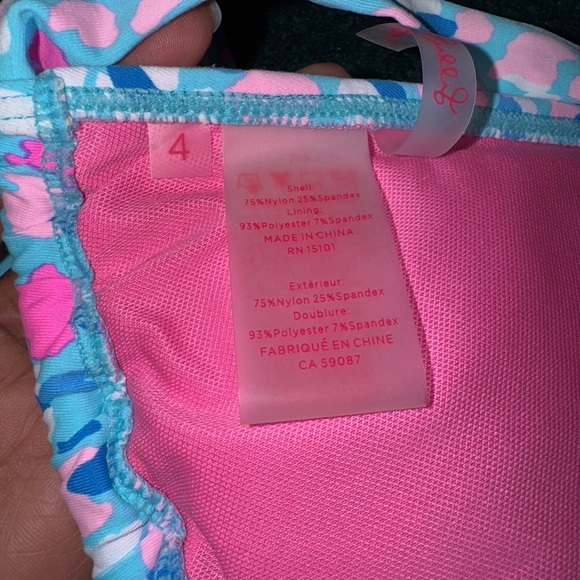 4
Shell:
75%Nylon 25%Spandex
Lining:
93%Polyester 7%Spandex
MADE IN CHINA
RN 15101
Extérieur:
75%Nylon 25%Spandex
Doublure:
93%Polyester 7%Spandex
FABRIQUÉ EN CHINE
CA 59087